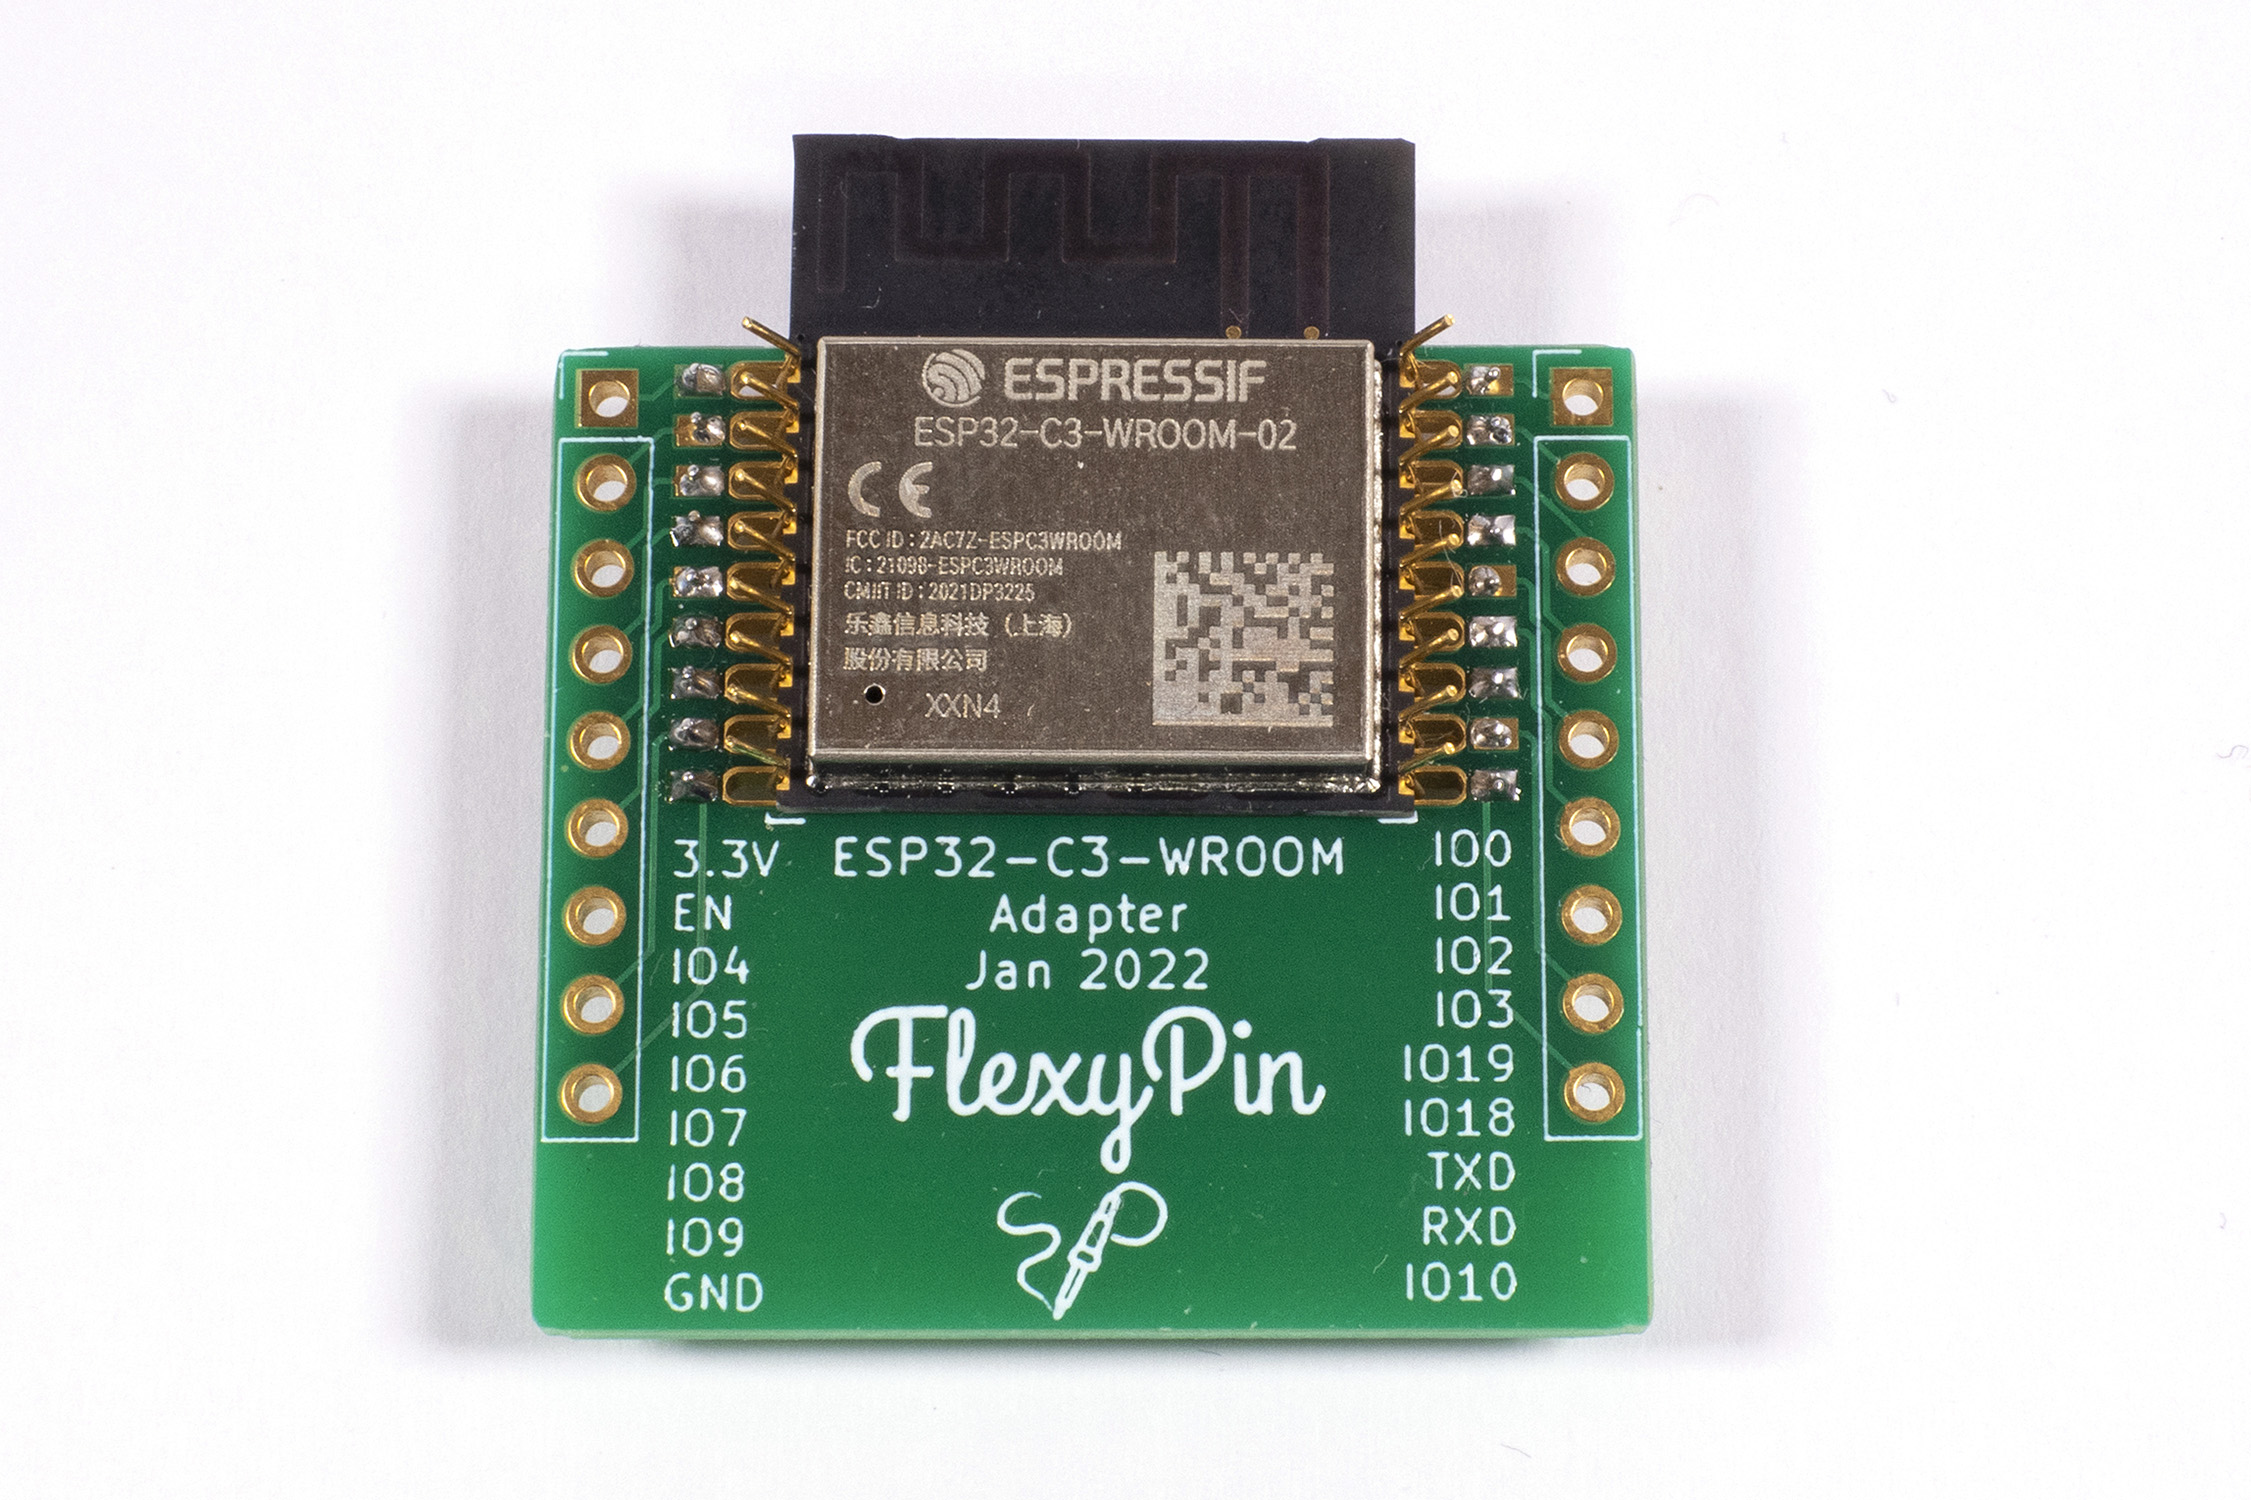 ESPRESSIF
ESP32-C3-WROOM-02
CE
FCC ID : 2AC7Z-ESPC3WROOM
IC : 21098-ESPC3WROOM
CMIIT ID : 2021DP3225
乐鑫信息科技（上海）
股份有限公司
XXN4
ESP32-C3-WROOM
Adapter
Jan 2022
FlexyPin
3.3V
EN
IO4
IO5
IO6
IO7
IO8
IO9
GND
IO0
IO1
IO2
IO3
IO19
IO18
TXD
RXD
IO10